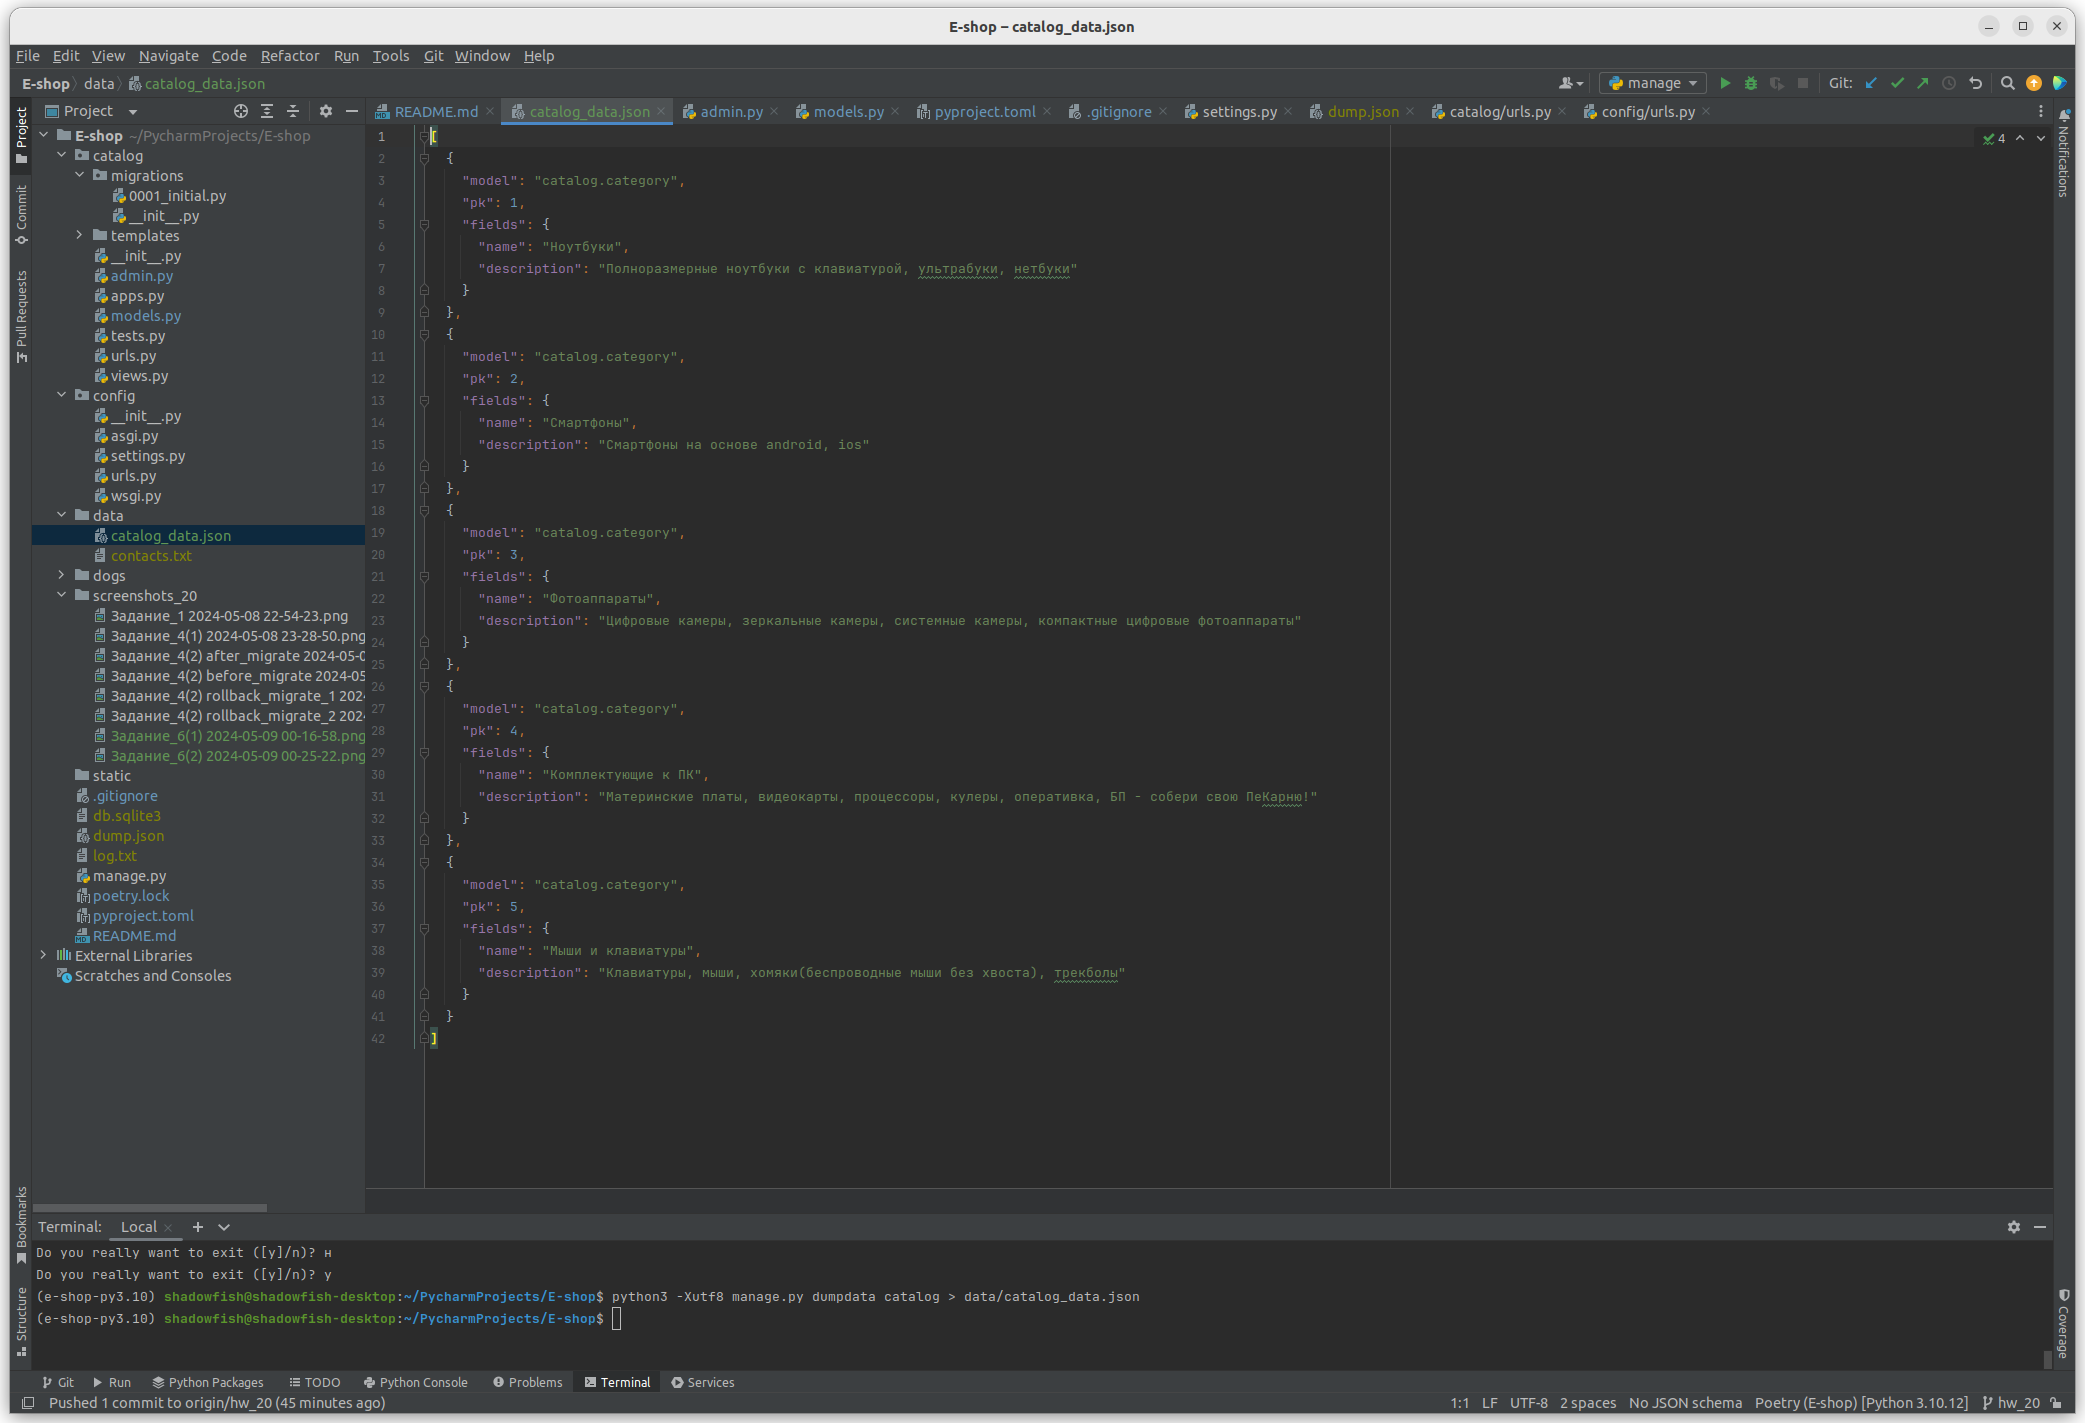 E-shop – catalog_data.json
File Edit View Navigate Code Refactor Run Tools Git Window Help
E-shop data catalog_data.json manage Git:
Project README.md catalog_data.json admin.py models.py pyproject.toml .gitignore settings.py dump.json catalog/urls.py config/urls.py
Project
Commit
Pull Requests
Bookmarks
Structure
Notifications
Coverage
E-shop ~/PycharmProjects/E-shop
catalog
migrations
0001_initial.py
__init__.py
templates
__init__.py
admin.py
apps.py
models.py
tests.py
urls.py
views.py
config
__init__.py
asgi.py
settings.py
urls.py
wsgi.py
data
catalog_data.json
contacts.txt
dogs
screenshots_20
Задание_1 2024-05-08 22-54-23.png
Задание_4(1) 2024-05-08 23-28-50.png
Задание_4(2) after_migrate 2024-05-0
Задание_4(2) before_migrate 2024-05
Задание_4(2) rollback_migrate_1 202
Задание_4(2) rollback_migrate_2 202
Задание_6(1) 2024-05-09 00-16-58.png
Задание_6(2) 2024-05-09 00-25-22.png
static
.gitignore
db.sqlite3
dump.json
log.txt
manage.py
poetry.lock
pyproject.toml
README.md
External Libraries
Scratches and Consoles
4
1 [
2 {
3 "model": "catalog.category",
4 "pk": 1,
5 "fields": {
6 "name": "Ноутбуки",
7 "description": "Полноразмерные ноутбуки с клавиатурой, ультрабуки, нетбуки"
8 }
9 },
10 {
11 "model": "catalog.category",
12 "pk": 2,
13 "fields": {
14 "name": "Смартфоны",
15 "description": "Смартфоны на основе android, ios"
16 }
17 },
18 {
19 "model": "catalog.category",
20 "pk": 3,
21 "fields": {
22 "name": "Фотоаппараты",
23 "description": "Цифровые камеры, зеркальные камеры, системные камеры, компактные цифровые фотоаппараты"
24 }
25 },
26 {
27 "model": "catalog.category",
28 "pk": 4,
29 "fields": {
30 "name": "Комплектующие к ПК",
31 "description": "Материнские платы, видеокарты, процессоры, кулеры, оперативка, БП - собери свою ПеКарню!"
32 }
33 },
34 {
35 "model": "catalog.category",
36 "pk": 5,
37 "fields": {
38 "name": "Мыши и клавиатуры",
39 "description": "Клавиатуры, мыши, хомяки(беспроводные мыши без хвоста), трекболы"
40 }
41 }
42 ]
Terminal: Local
Do you really want to exit ([y]/n)? н
Do you really want to exit ([y]/n)? y
(e-shop-py3.10) shadowfish@shadowfish-desktop:~/PycharmProjects/E-shop$ python3 -Xutf8 manage.py dumpdata catalog > data/catalog_data.json
(e-shop-py3.10) shadowfish@shadowfish-desktop:~/PycharmProjects/E-shop$
Git Run Python Packages TODO Python Console Problems Terminal Services
Pushed 1 commit to origin/hw_20 (45 minutes ago) 1:1 LF UTF-8 2 spaces No JSON schema Poetry (E-shop) [Python 3.10.12] hw_20